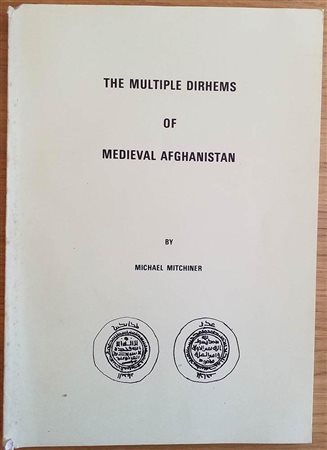 THE MULTIPLE DIRHEMS
OF
MEDIEVAL AFGHANISTAN
BY
MICHAEL MITCHINER